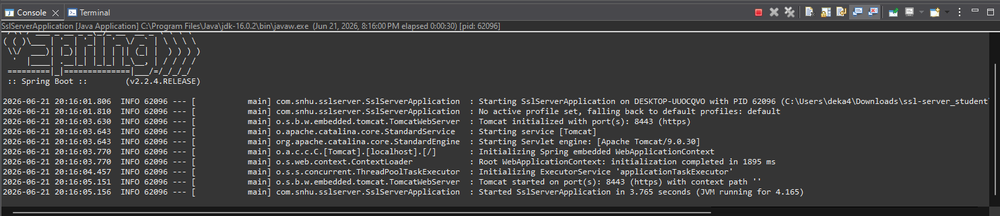 Console
Terminal
SslServerApplication [Java Application] C:\Program Files\Java\jdk-16.0.2\bin\javaw.exe (Jun 21, 2026, 8:16:00 PM elapsed 0:00:30) [pid: 62096]
:: Spring Boot ::        (v2.2.4.RELEASE)
2026-06-21 20:16:01.806  INFO 62096 --- [           main] com.snhu.sslserver.SslServerApplication  : Starting SslServerApplication on DESKTOP-UUOCQVO with PID 62096 (C:\Users\deka4\Downloads\ssl-server_student
2026-06-21 20:16:01.810  INFO 62096 --- [           main] com.snhu.sslserver.SslServerApplication  : No active profile set, falling back to default profiles: default
2026-06-21 20:16:03.630  INFO 62096 --- [           main] o.s.b.w.embedded.tomcat.TomcatWebServer  : Tomcat initialized with port(s): 8443 (https)
2026-06-21 20:16:03.643  INFO 62096 --- [           main] o.apache.catalina.core.StandardService   : Starting service [Tomcat]
2026-06-21 20:16:03.643  INFO 62096 --- [           main] org.apache.catalina.core.StandardEngine  : Starting Servlet engine: [Apache Tomcat/9.0.30]
2026-06-21 20:16:03.770  INFO 62096 --- [           main] o.a.c.c.C.[Tomcat].[localhost].[/]       : Initializing Spring embedded WebApplicationContext
2026-06-21 20:16:03.770  INFO 62096 --- [           main] o.s.web.context.ContextLoader            : Root WebApplicationContext: initialization completed in 1895 ms
2026-06-21 20:16:04.457  INFO 62096 --- [           main] o.s.s.concurrent.ThreadPoolTaskExecutor  : Initializing ExecutorService 'applicationTaskExecutor'
2026-06-21 20:16:05.151  INFO 62096 --- [           main] o.s.b.w.embedded.tomcat.TomcatWebServer  : Tomcat started on port(s): 8443 (https) with context path ''
2026-06-21 20:16:05.156  INFO 62096 --- [           main] com.snhu.sslserver.SslServerApplication  : Started SslServerApplication in 3.765 seconds (JVM running for 4.165)